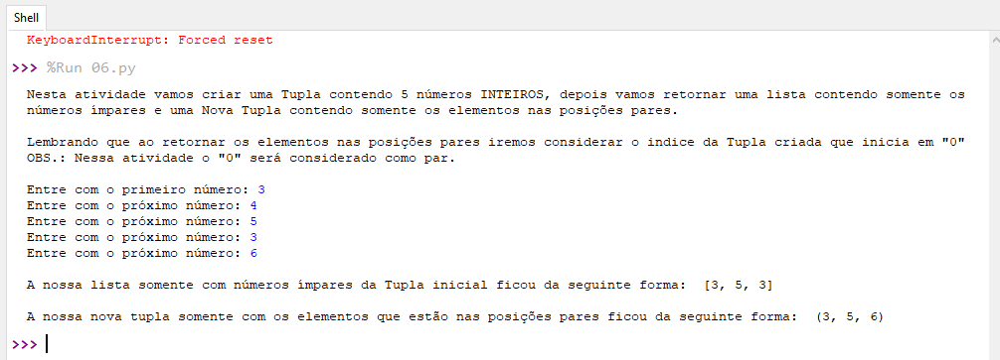 Shell
KeyboardInterrupt: Forced reset
>>> %Run 06.py
Nesta atividade vamos criar uma Tupla contendo 5 números INTEIROS, depois vamos retornar uma lista contendo somente os
números ímpares e uma Nova Tupla contendo somente os elementos nas posições pares.
Lembrando que ao retornar os elementos nas posições pares iremos considerar o indice da Tupla criada que inicia em "0"
OBS.: Nessa atividade o "0" será considerado como par.
Entre com o primeiro número: 3
Entre com o próximo número: 4
Entre com o próximo número: 5
Entre com o próximo número: 3
Entre com o próximo número: 6
A nossa lista somente com números ímpares da Tupla inicial ficou da seguinte forma:  [3, 5, 3]
A nossa nova tupla somente com os elementos que estão nas posições pares ficou da seguinte forma:  (3, 5, 6)
>>>